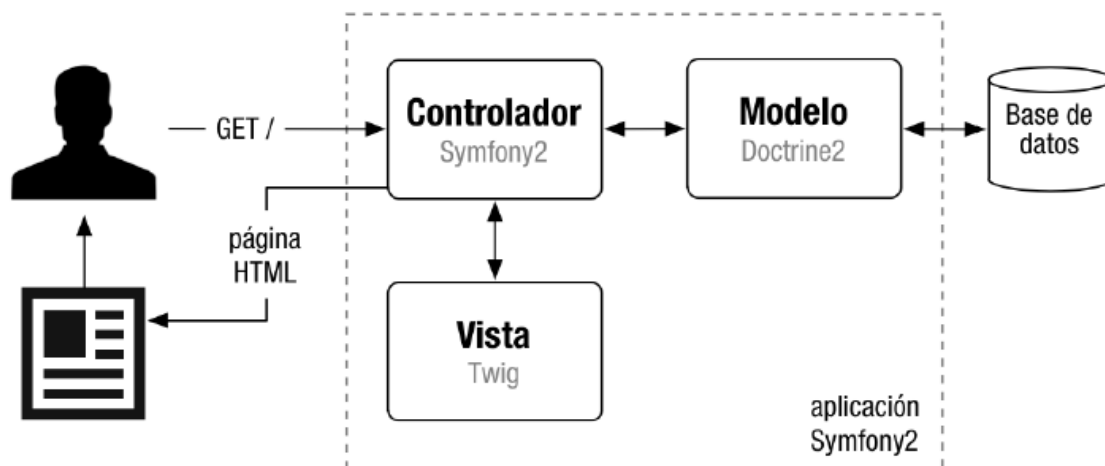 GET /
Controlador
Symfony2
Modelo
Doctrine2
Base de
datos
página
HTML
Vista
Twig
aplicación
Symfony2